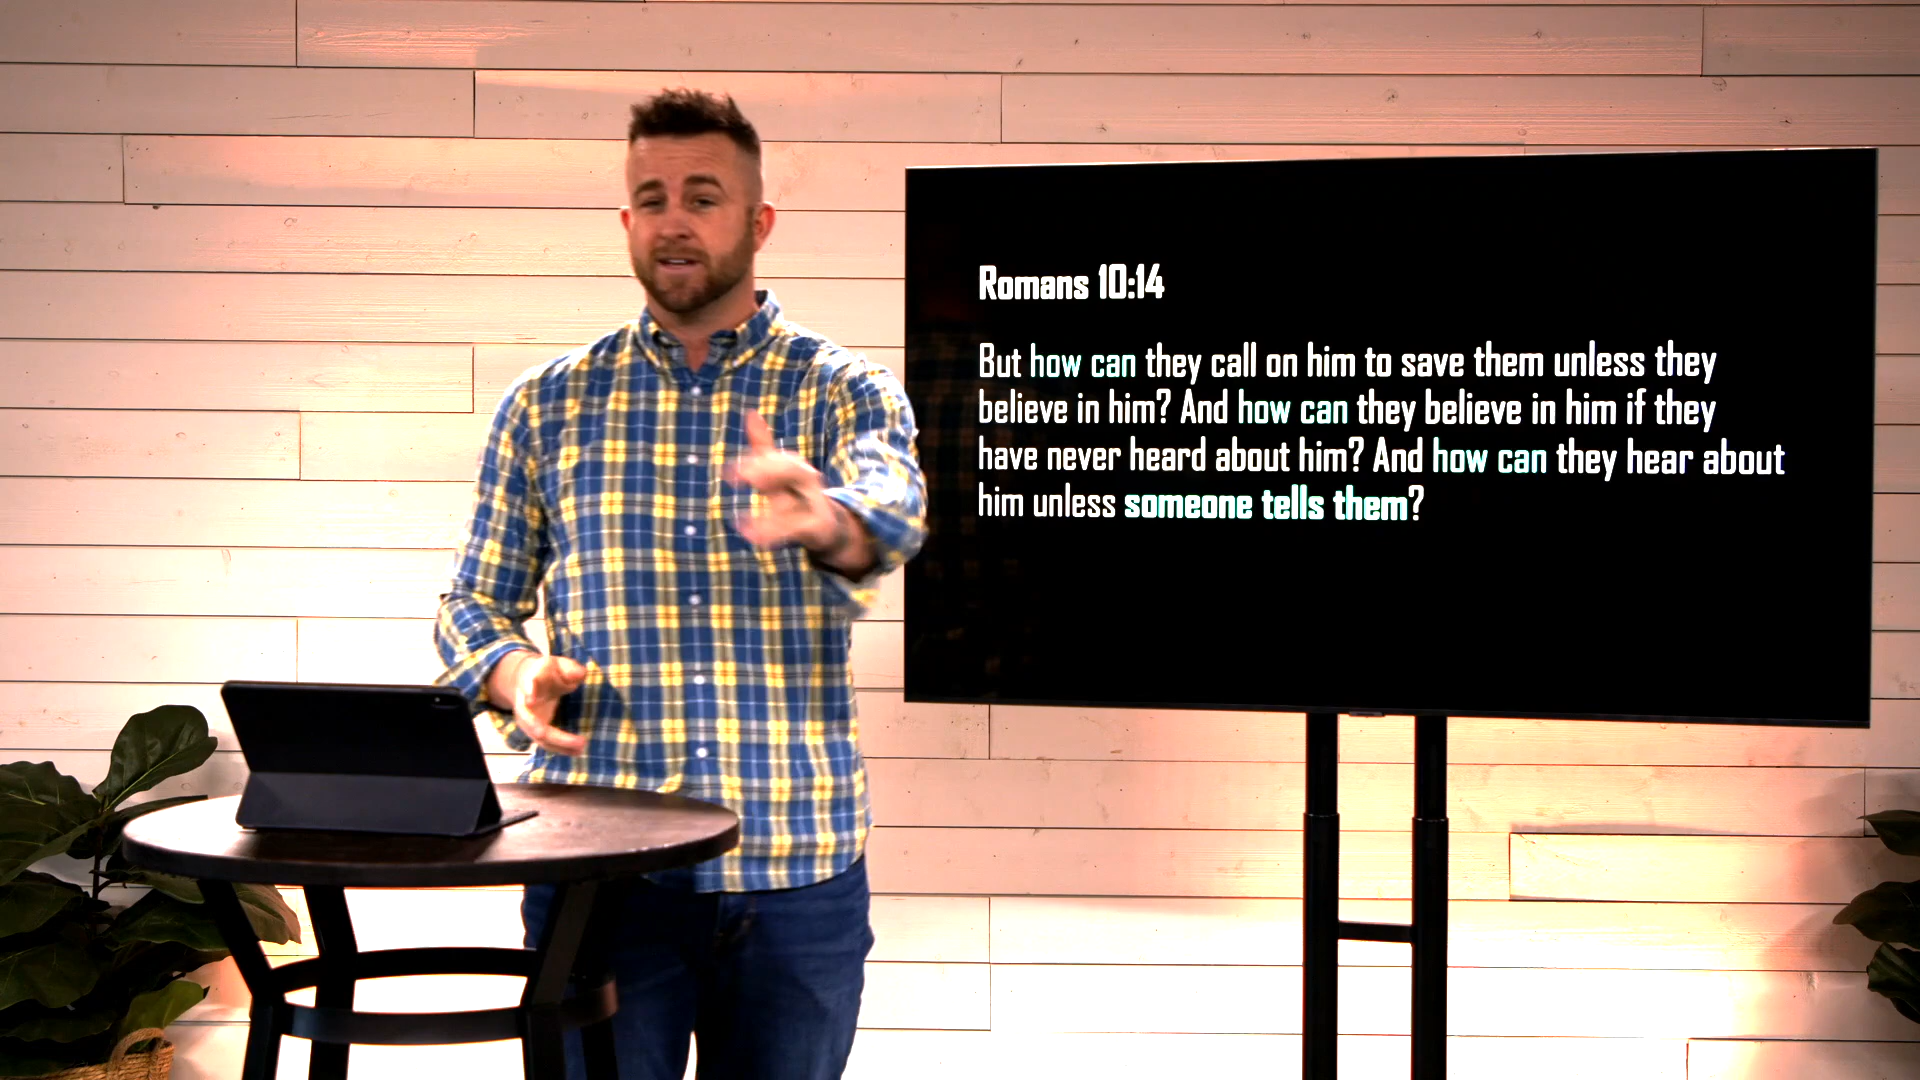 Romans 10:14
But how can they call on him to save them unless they
believe in him? And how can they believe in him if they
have never heard about him? And how can they hear about
him unless someone tells them?